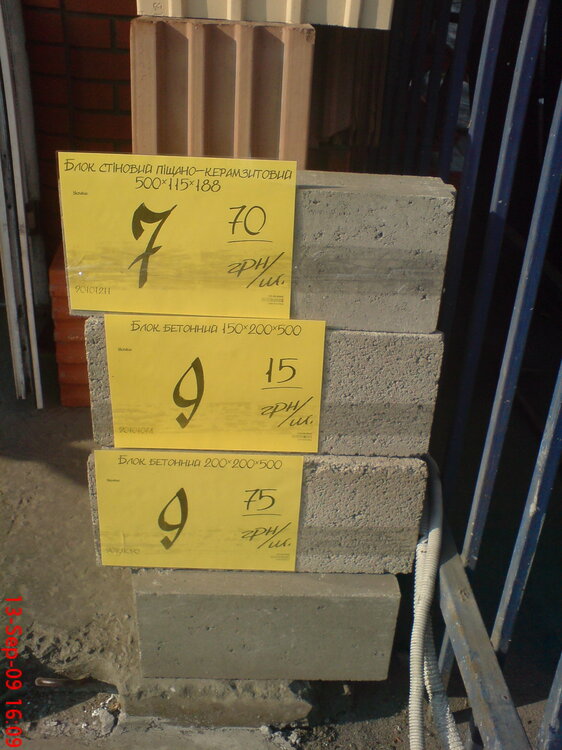 Блок стіновий піщано-керамзитовий
500×115×188
7 70
грн/шт.
Блок бетонний 150×200×500
9 15
грн/шт.
Блок бетонний 200×200×500
9 75
грн/шт.
13-Sep-09 16:09